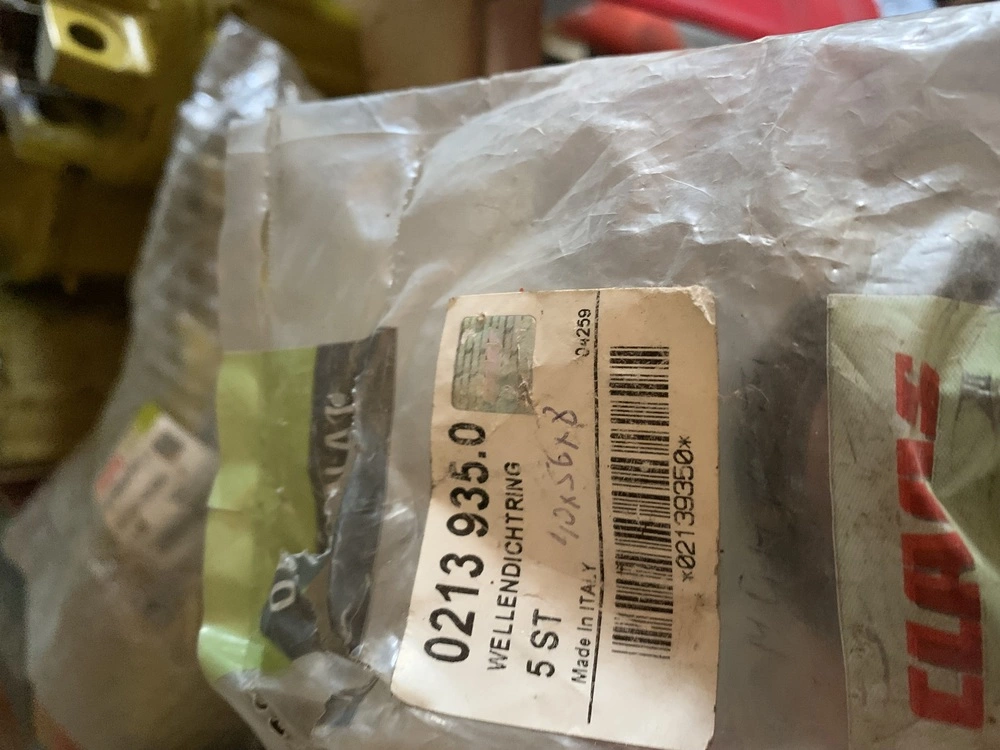 0213 935.0
WELLENDICHTRING
5 ST
40x56x8
Made in ITALY
04259
*02139350*
CLAAS